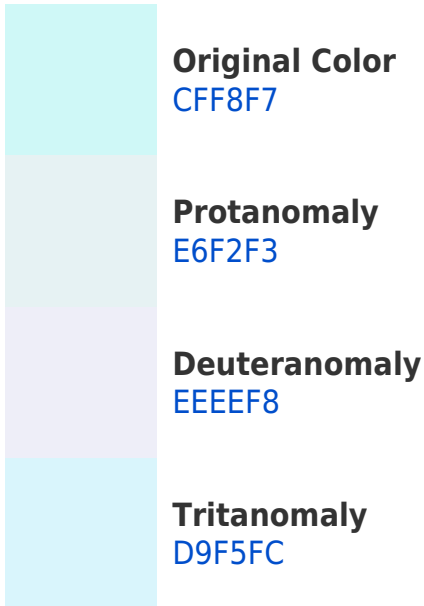 Original Color
CFF8F7
Protanomaly
E6F2F3
Deuteranomaly
EEEEF8
Tritanomaly
D9F5FC